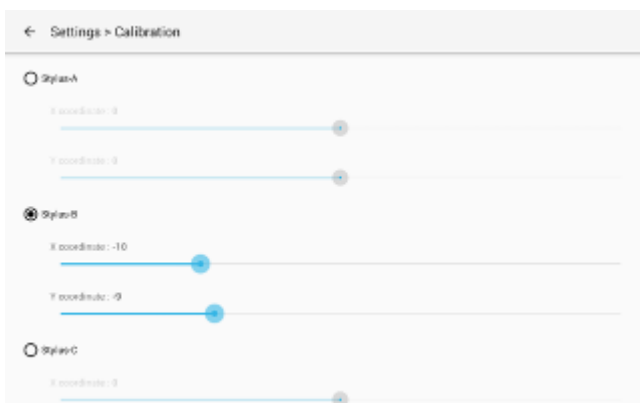 Settings > Calibration
Stylus-A
X coordinate : 0
Y coordinate : 0
Stylus-B
X coordinate : -10
Y coordinate : -9
Stylus-C
X coordinate : 0